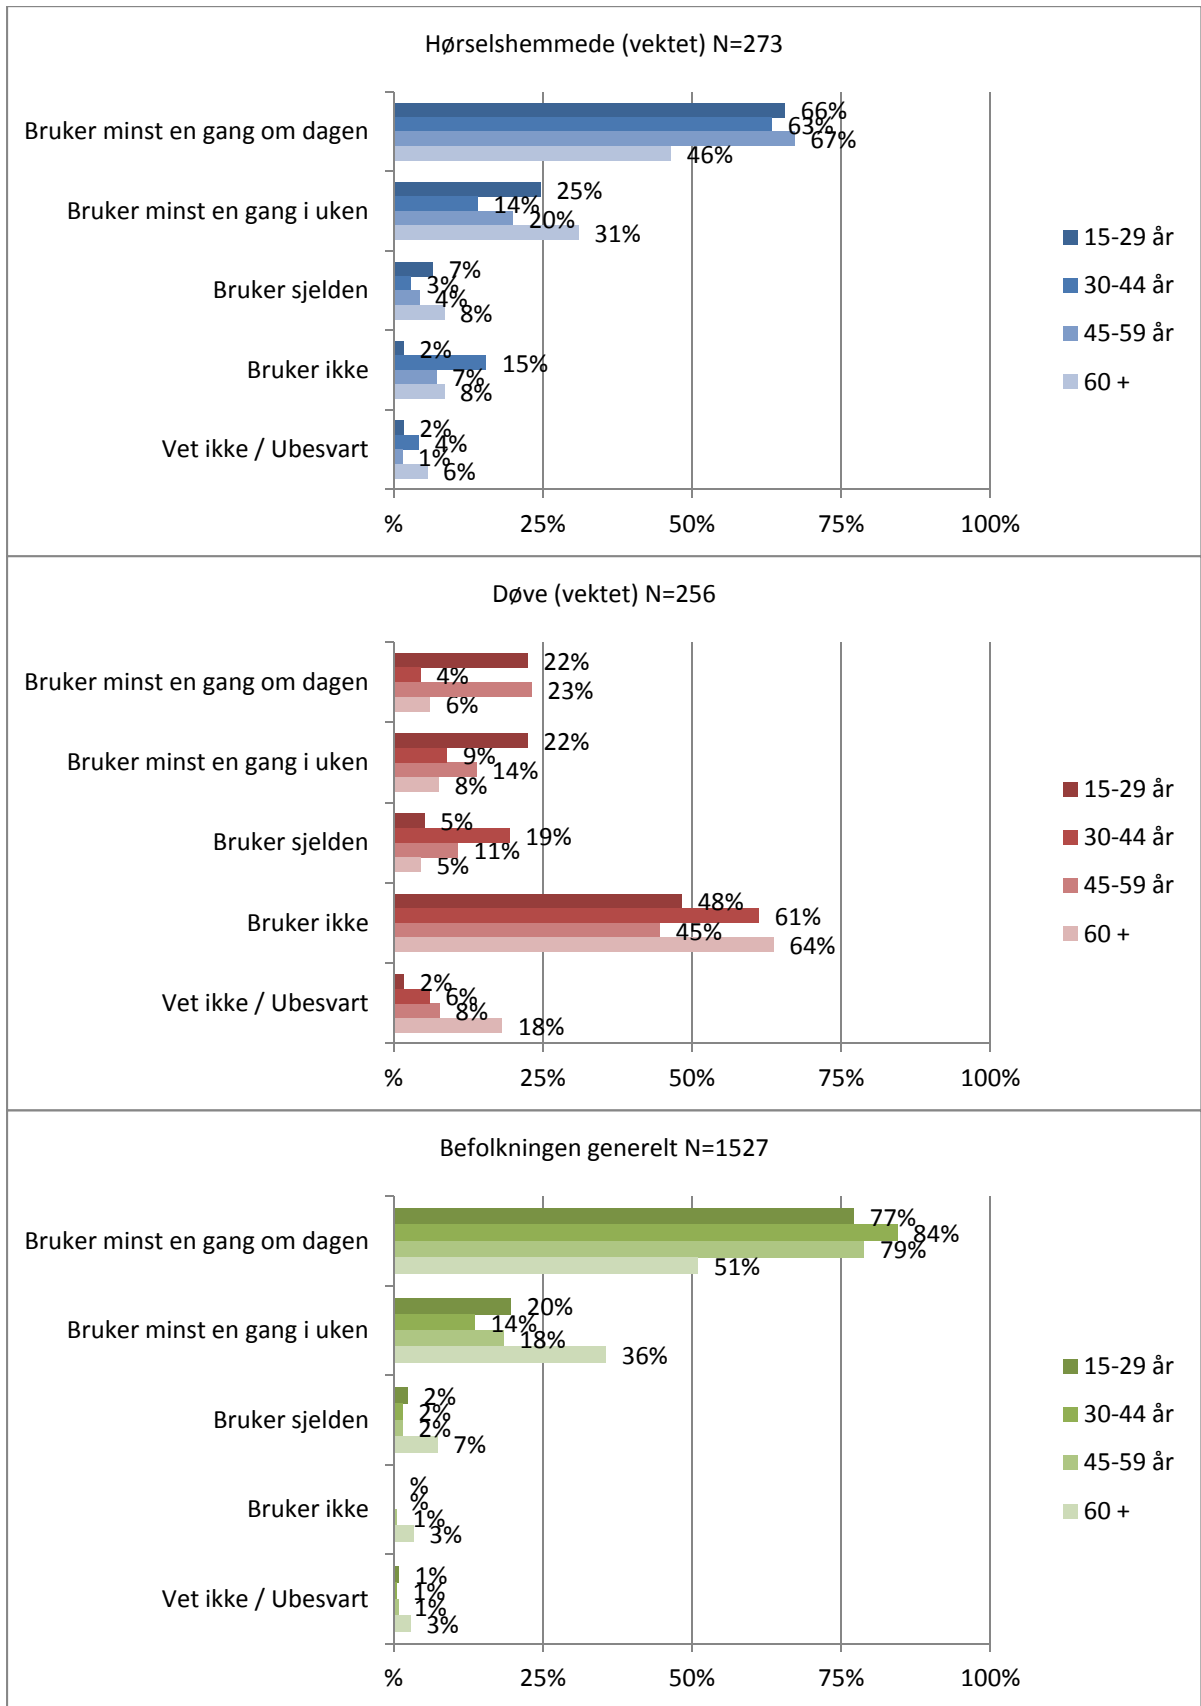 Hørselshemmede (vektet) N=273
Bruker minst en gang om dagen
66%
63%
67%
46%
Bruker minst en gang i uken
25%
14%
20%
31%
Bruker sjelden
7%
3%
4%
8%
Bruker ikke
2%
15%
7%
8%
Vet ikke / Ubesvart
2%
4%
1%
6%
% 25% 50% 75% 100%
15-29 år
30-44 år
45-59 år
60 +
Døve (vektet) N=256
Bruker minst en gang om dagen
22%
4%
23%
6%
Bruker minst en gang i uken
22%
9%
14%
8%
Bruker sjelden
5%
19%
11%
5%
Bruker ikke
48%
61%
45%
64%
Vet ikke / Ubesvart
2%
6%
8%
18%
% 25% 50% 75% 100%
15-29 år
30-44 år
45-59 år
60 +
Befolkningen generelt N=1527
Bruker minst en gang om dagen
77%
84%
79%
51%
Bruker minst en gang i uken
20%
14%
18%
36%
Bruker sjelden
2%
2%
2%
7%
Bruker ikke
%
%
1%
3%
Vet ikke / Ubesvart
1%
1%
1%
3%
% 25% 50% 75% 100%
15-29 år
30-44 år
45-59 år
60 +